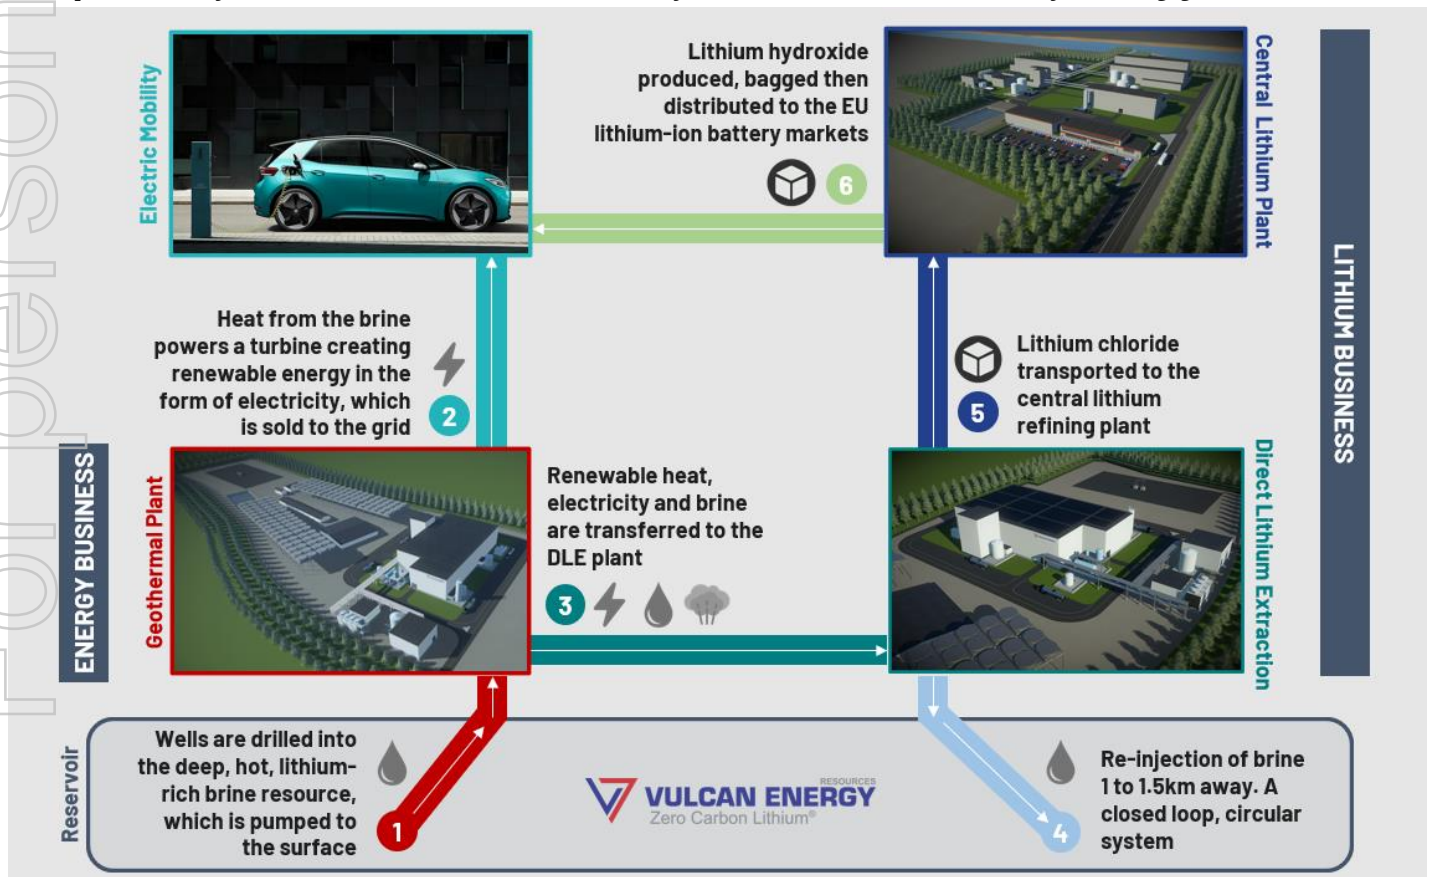 For personal
Electric Mobility
Lithium hydroxide
produced, bagged then
distributed to the EU
lithium-ion battery markets
6
Central Lithium Plant
LITHIUM BUSINESS
Heat from the brine
powers a turbine creating
renewable energy in the
form of electricity, which
is sold to the grid
2
Lithium chloride
transported to the
central lithium
refining plant
5
ENERGY BUSINESS
Geothermal Plant
Renewable heat,
electricity and brine
are transferred to the
DLE plant
3
Direct Lithium Extraction
Reservoir
Wells are drilled into
the deep, hot, lithium-
rich brine resource,
which is pumped to
the surface
1
VULCAN ENERGY
RESOURCES
Zero Carbon Lithium®
4
Re-injection of brine
1 to 1.5km away. A
closed loop, circular
system